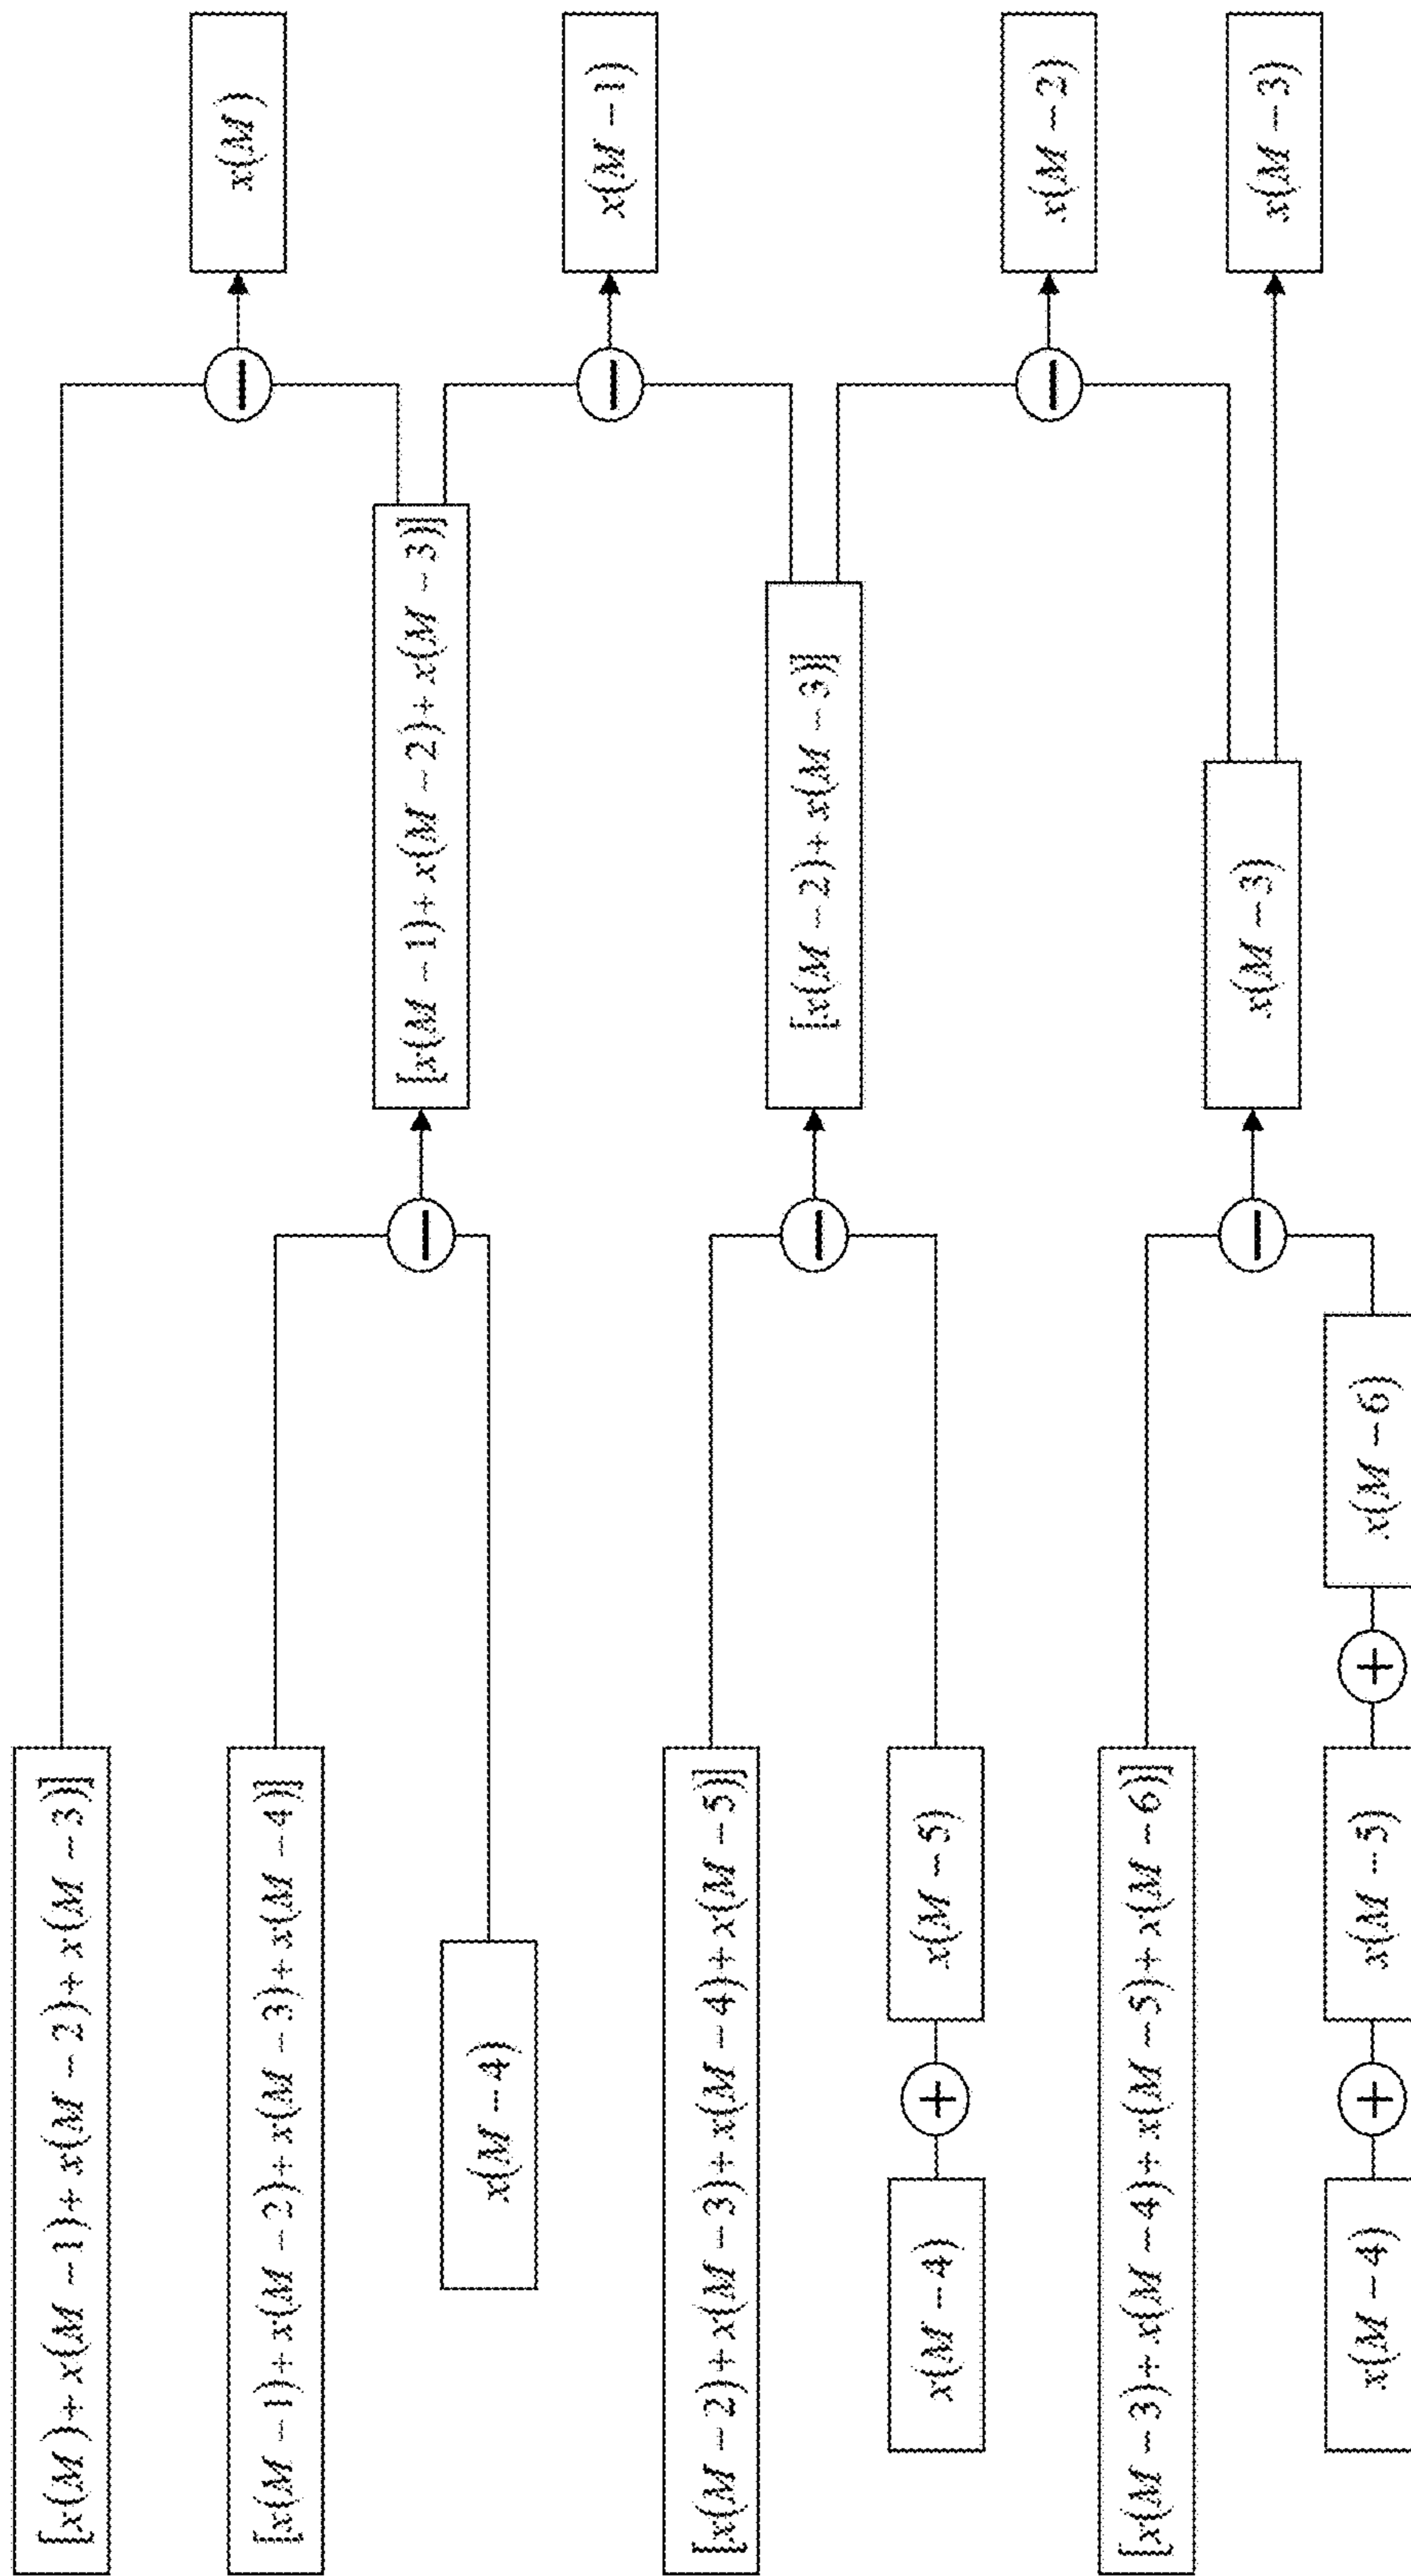 [x(M)+ x(M − 1)+ x(M − 2)+ x(M − 3)]
− x(M)
[x(M − 1)+ x(M − 2)+ x(M − 3)+ x(M − 4)]
− [x(M − 1)+ x(M − 2)+ x(M − 3)]
x(M − 4)
− x(M − 1)
[x(M − 2)+ x(M − 3)+ x(M − 4)+ x(M − 5)]
− [x(M − 2)+ x(M − 3)]
x(M − 4) + x(M − 5)
− x(M − 2)
[x(M − 3)+ x(M − 4)+ x(M − 5)+ x(M − 6)]
− x(M − 3)
x(M − 3)
x(M − 4) + x(M − 5) + x(M − 6)